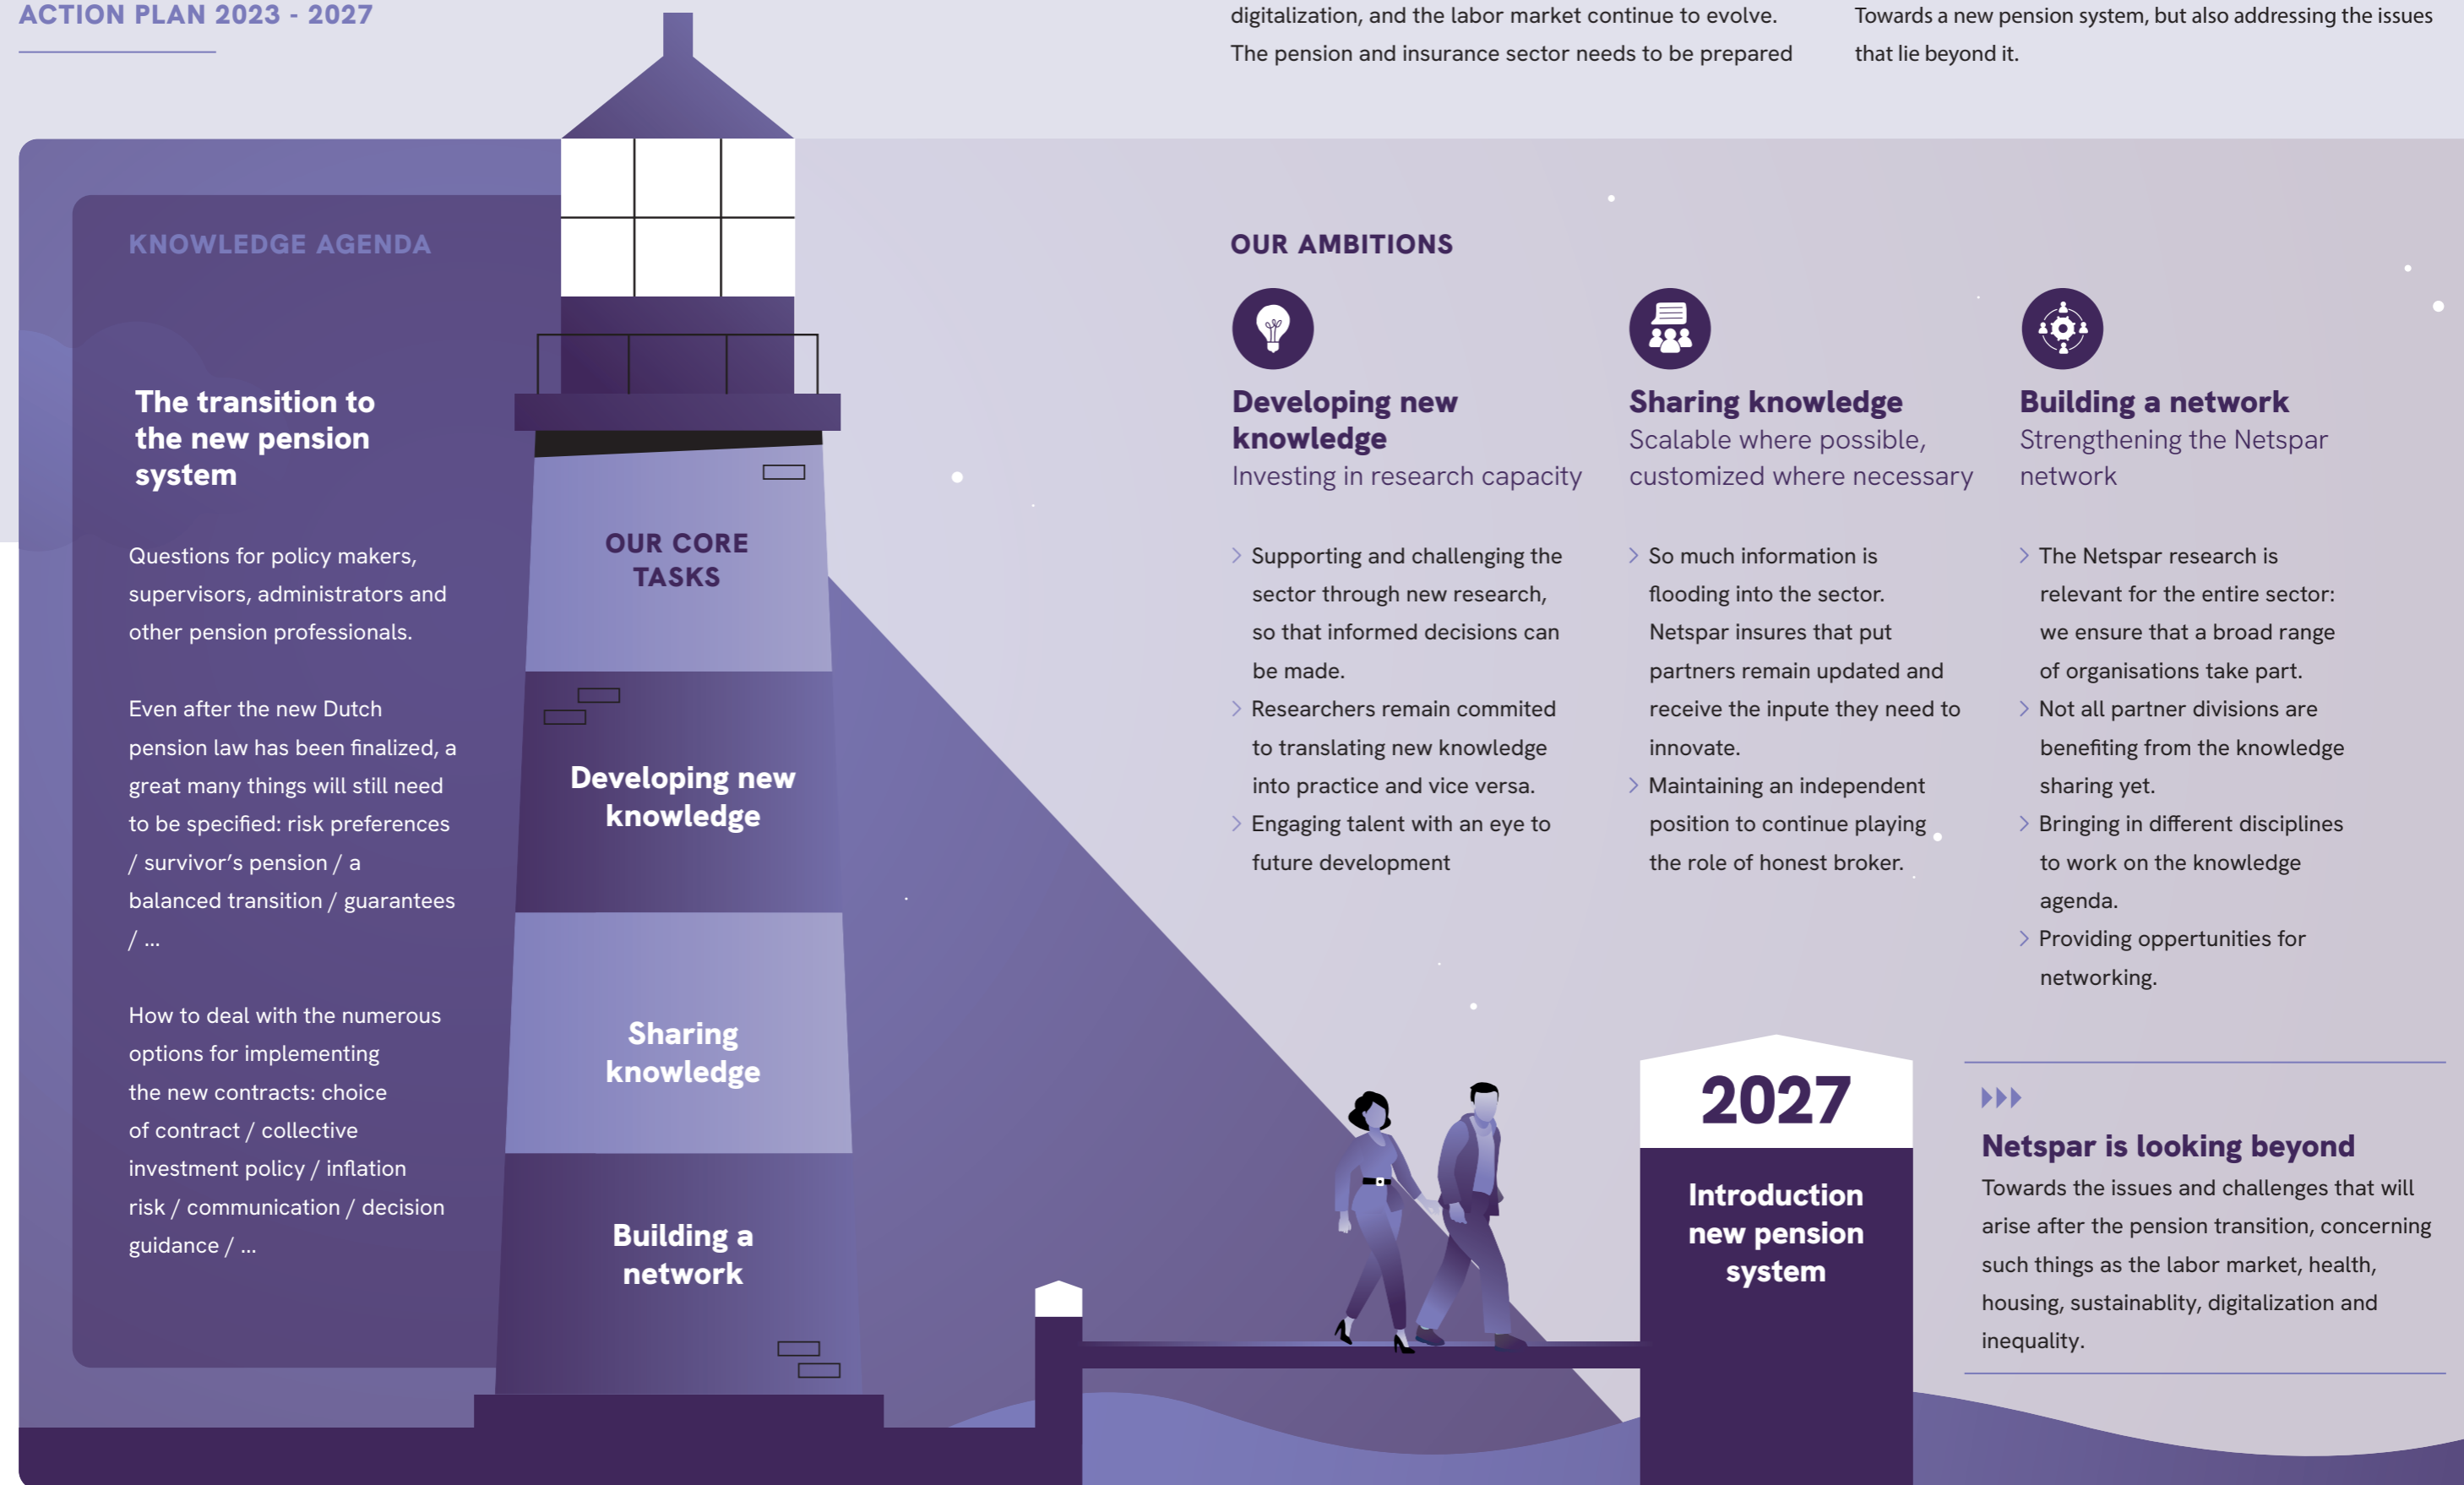 ACTION PLAN 2023 - 2027
digitalization, and the labor market continue to evolve.
The pension and insurance sector needs to be prepared
Towards a new pension system, but also addressing the issues
that lie beyond it.
KNOWLEDGE AGENDA
The transition to
the new pension
system
Questions for policy makers,
supervisors, administrators and
other pension professionals.
Even after the new Dutch
pension law has been finalized, a
great many things will still need
to be specified: risk preferences
/ survivor's pension / a
balanced transition / guarantees
/ ...
How to deal with the numerous
options for implementing
the new contracts: choice
of contract / collective
investment policy / inflation
risk / communication / decision
guidance / ...
OUR CORE
TASKS
Developing new
knowledge
Sharing
knowledge
Building a
network
OUR AMBITIONS
Developing new
knowledge
Investing in research capacity
> Supporting and challenging the
sector through new research,
so that informed decisions can
be made.
> Researchers remain commited
to translating new knowledge
into practice and vice versa.
> Engaging talent with an eye to
future development
Sharing knowledge
Scalable where possible,
customized where necessary
> So much information is
flooding into the sector.
Netspar insures that put
partners remain updated and
receive the inpute they need to
innovate.
> Maintaining an independent
position to continue playing
the role of honest broker.
Building a network
Strengthening the Netspar
network
> The Netspar research is
relevant for the entire sector:
we ensure that a broad range
of organisations take part.
> Not all partner divisions are
benefiting from the knowledge
sharing yet.
> Bringing in different disciplines
to work on the knowledge
agenda.
> Providing oppertunities for
networking.
2027
Introduction
new pension
system
Netspar is looking beyond
Towards the issues and challenges that will
arise after the pension transition, concerning
such things as the labor market, health,
housing, sustainablity, digitalization and
inequality.